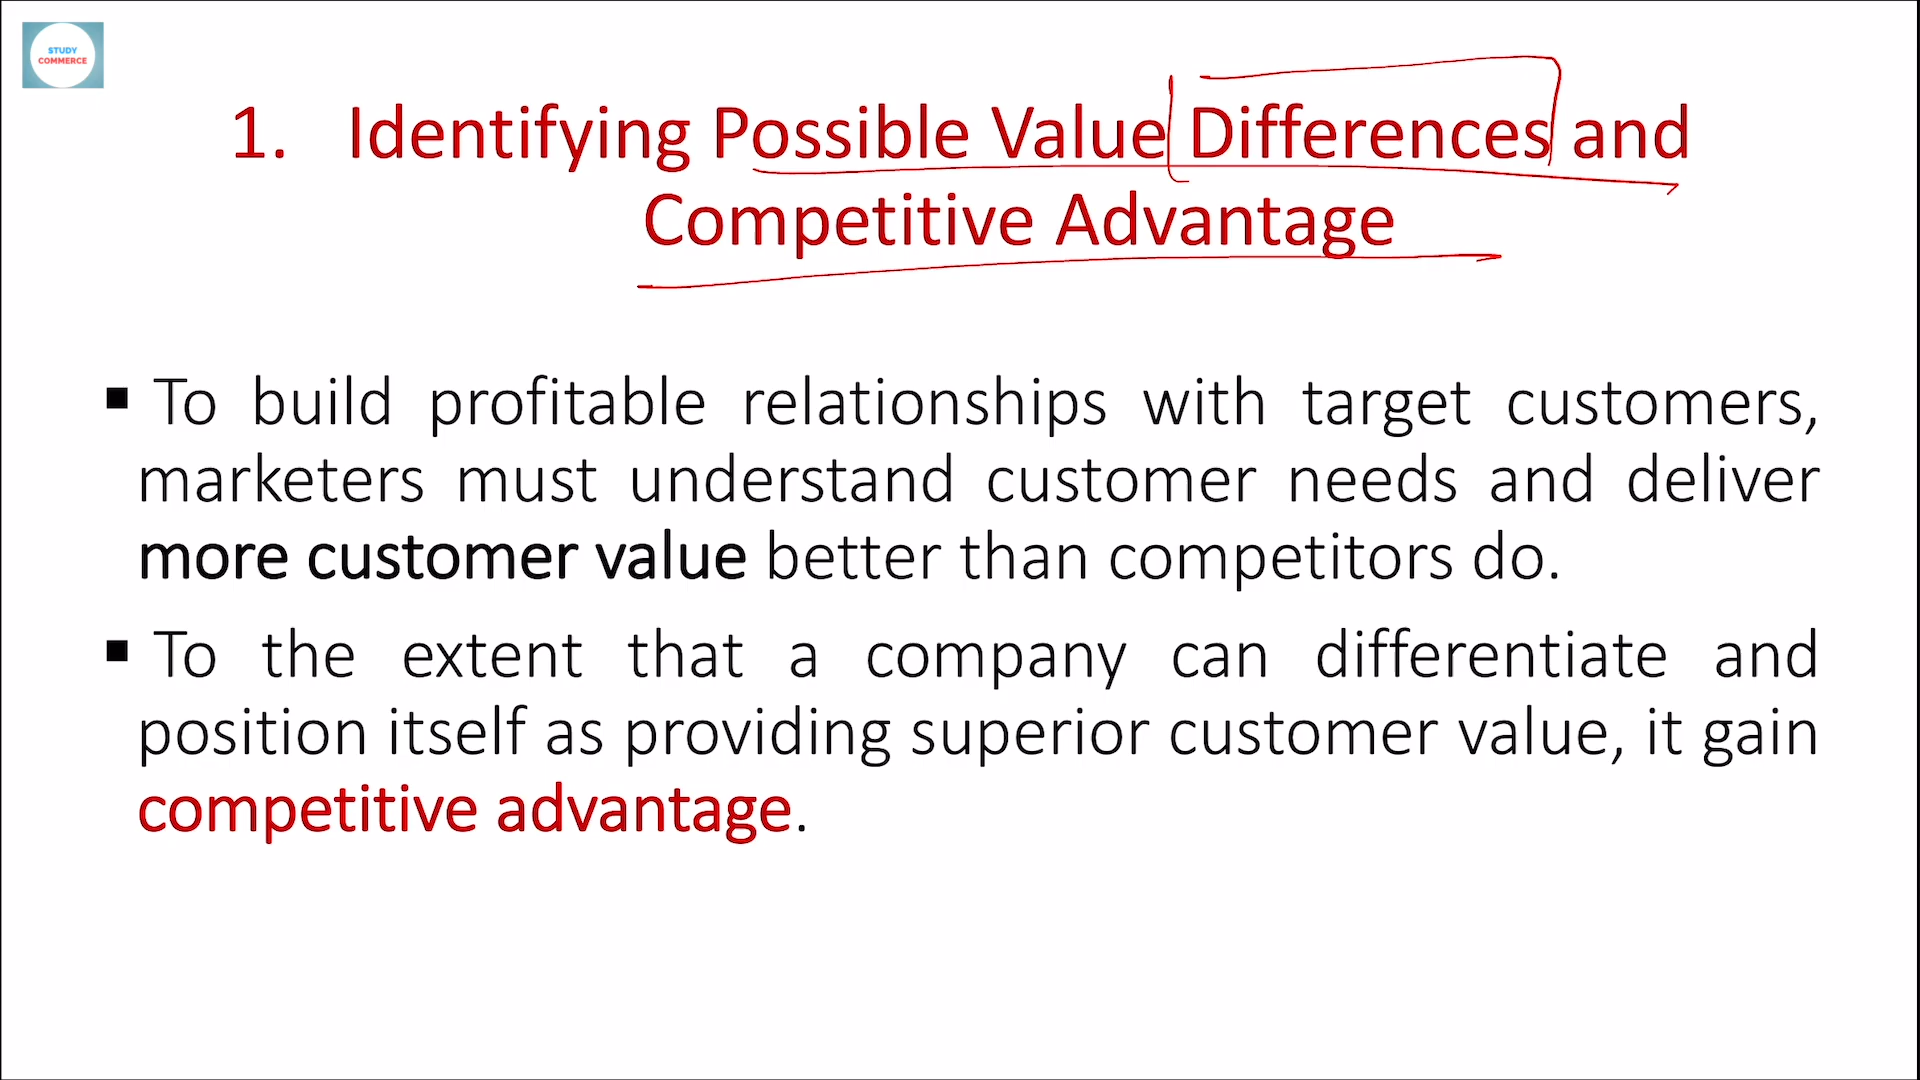 STUDY
COMMERCE
1. Identifying Possible Value Differences and
Competitive Advantage
▪ To build profitable relationships with target customers,
marketers must understand customer needs and deliver
more customer value better than competitors do.
▪ To the extent that a company can differentiate and
position itself as providing superior customer value, it gain
competitive advantage.